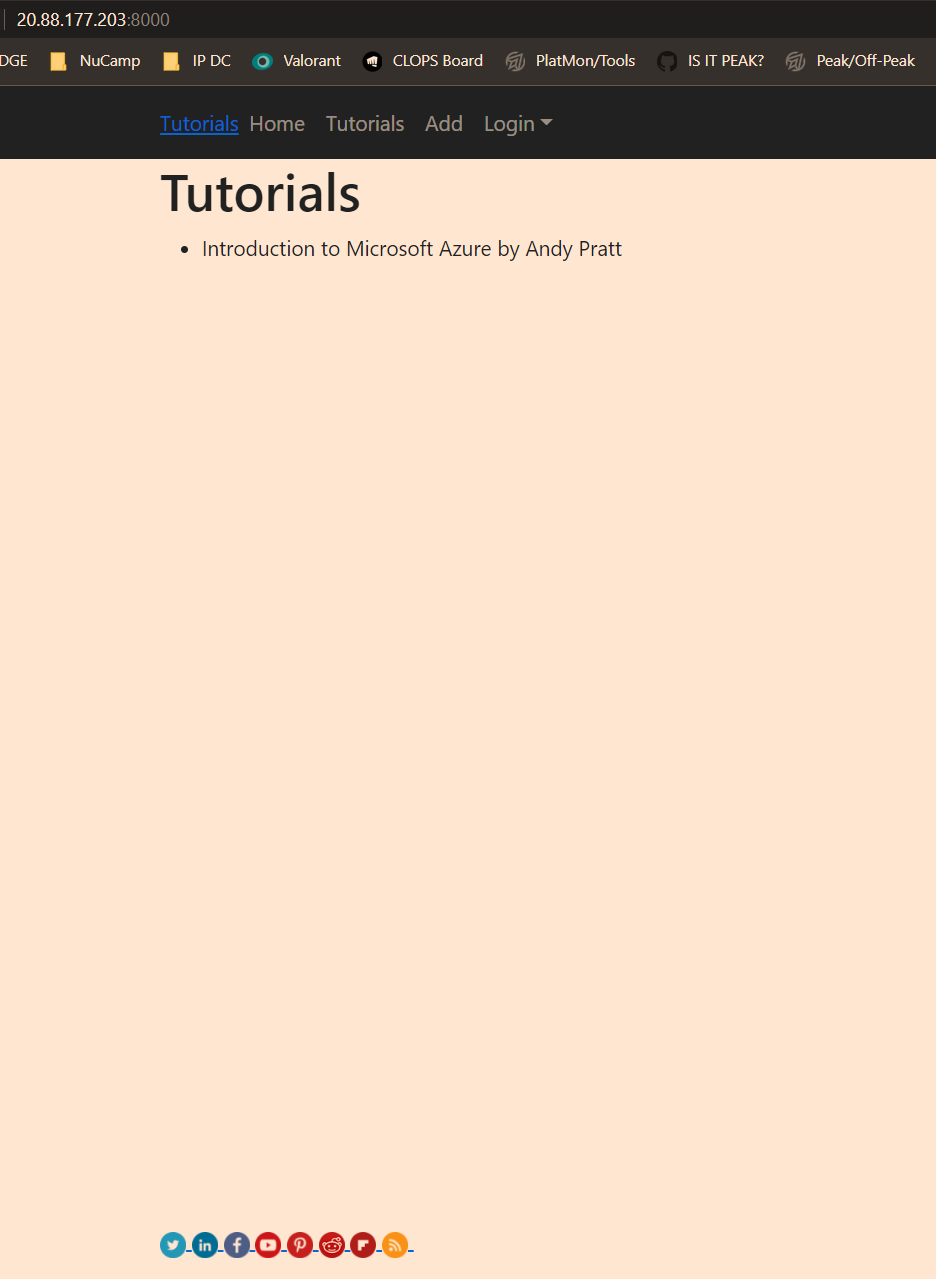 20.88.177.203:8000
DGE NuCamp IP DC Valorant CLOPS Board PlatMon/Tools IS IT PEAK? Peak/Off-Peak
Tutorials Home Tutorials Add Login
Tutorials
• Introduction to Microsoft Azure by Andy Pratt